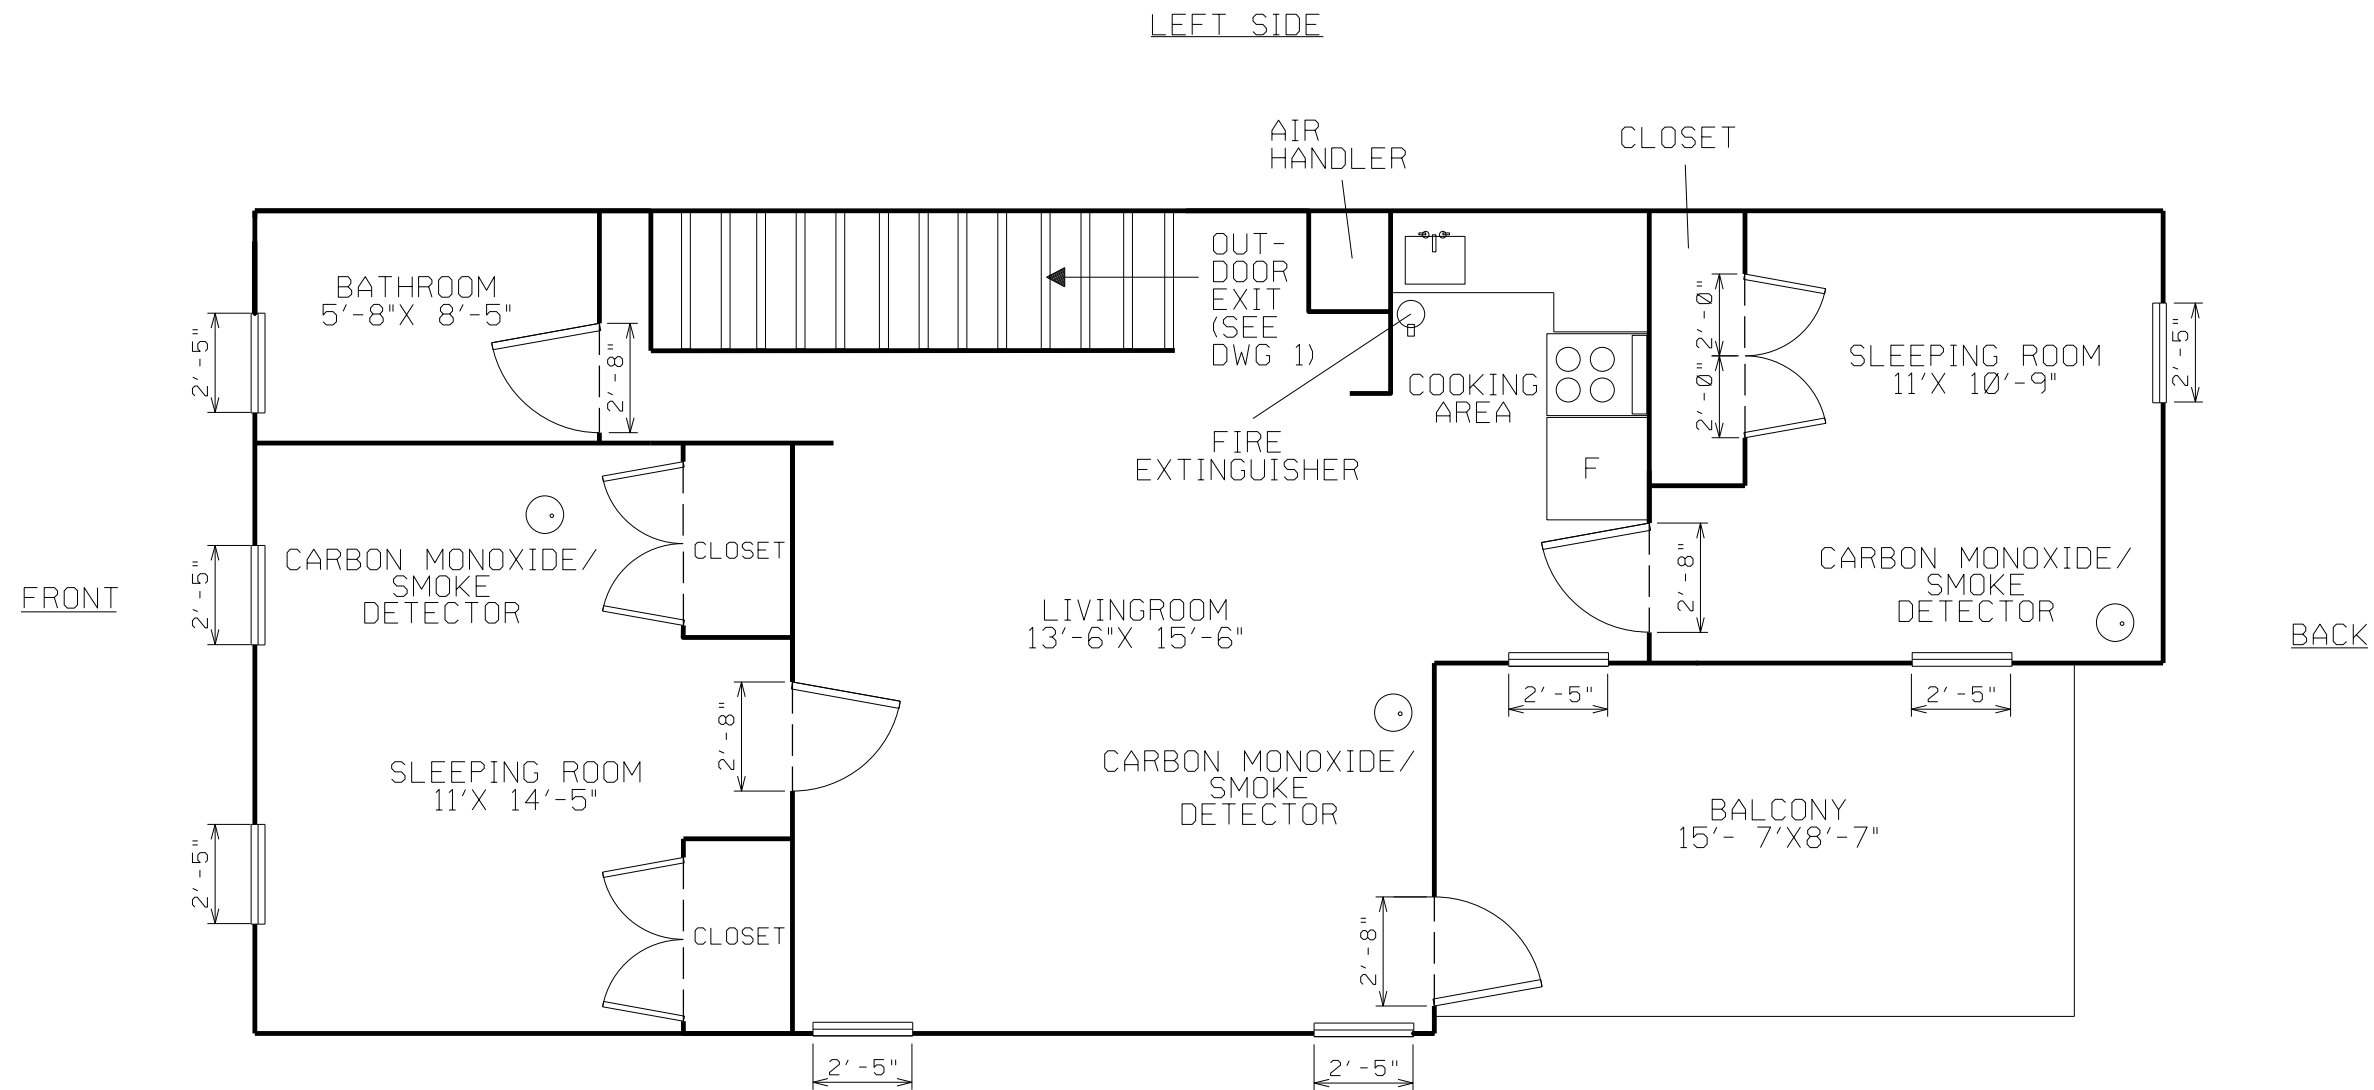 LEFT SIDE
AIR
HANDLER
CLOSET
OUT-
DOOR
EXIT
(SEE
DWG 1)
BATHROOM
5'-8"X 8'-5"
2'-5"
2'-8"
COOKING
AREA
FIRE
EXTINGUISHER
F
2'-0"
2'-0"
SLEEPING ROOM
11'X 10'-9"
2'-5"
FRONT
2'-5"
CARBON MONOXIDE/
SMOKE
DETECTOR
CLOSET
LIVINGROOM
13'-6"X 15'-6"
2'-8"
CARBON MONOXIDE/
SMOKE
DETECTOR
BACK
2'-5"
2'-5"
2'-8"
SLEEPING ROOM
11'X 14'-5"
CARBON MONOXIDE/
SMOKE
DETECTOR
BALCONY
15'- 7'X8'-7"
2'-5"
CLOSET
2'-8"
2'-5"
2'-5"